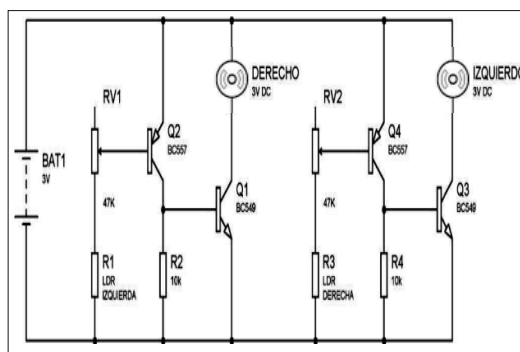 BAT1
3V
RV1
47K
R1
LDR
IZQUIERDA
Q2
BC557
R2
10k
DERECHO
3V DC
Q1
BC549
RV2
47K
R3
LDR
DERECHA
Q4
BC557
R4
10k
IZQUIERDO
3V DC
Q3
BC549